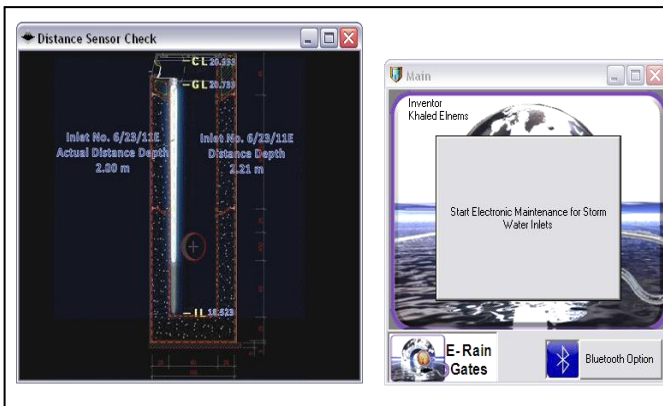 Distance Sensor Check
CL 20.933
GL 20.733
Inlet No. 6/23/11E
Actual Distance Depth
2.00 m
Inlet No. 6/23/11E
Distance Depth
2.21 m
IL 18.523
Main
Inventor
Khaled Elnems
Start Electronic Maintenance for Storm
Water Inlets
E-Rain
Gates
Bluetooth Option